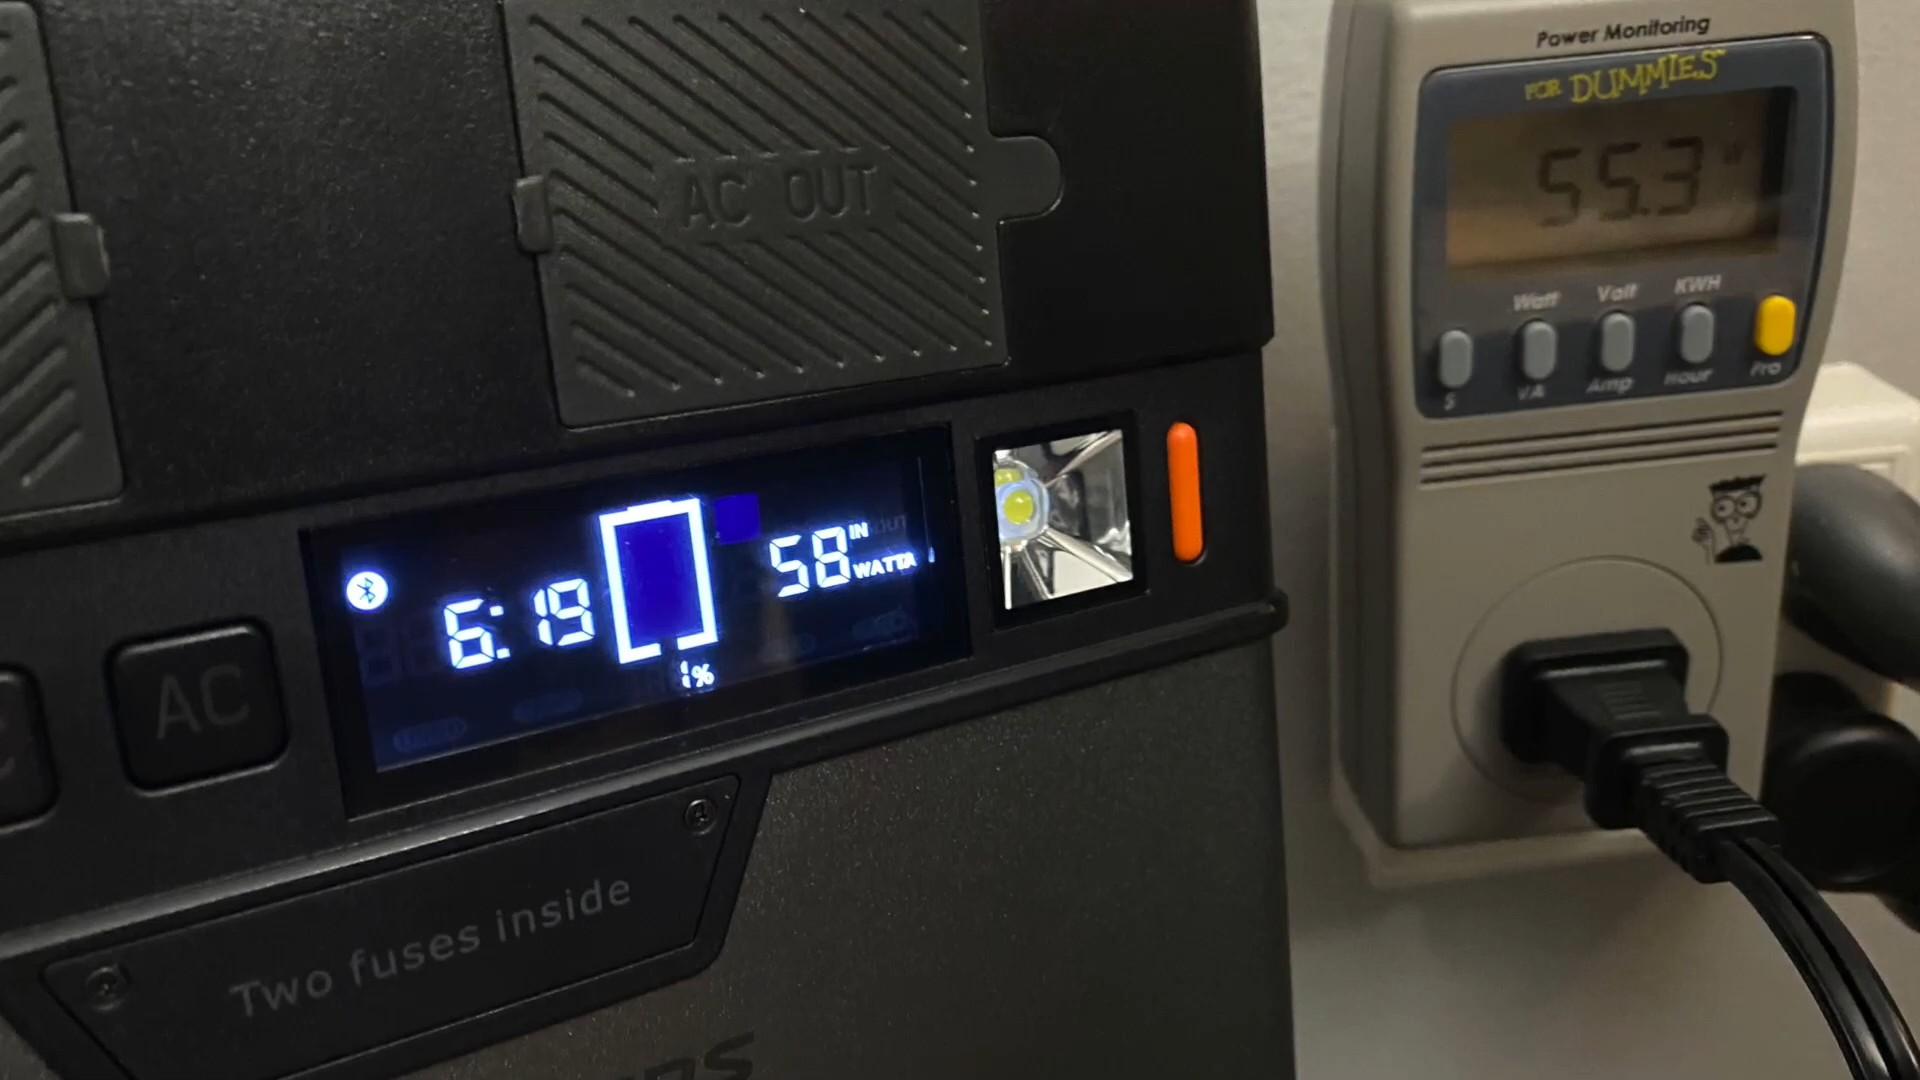 Power Monitoring
FOR DUMMIES
55.3 W
Watt Volt KWH
S VA Amp Hour Pro
AC OUT
6:19
58 IN
WATTA
1%
AC
Two fuses inside